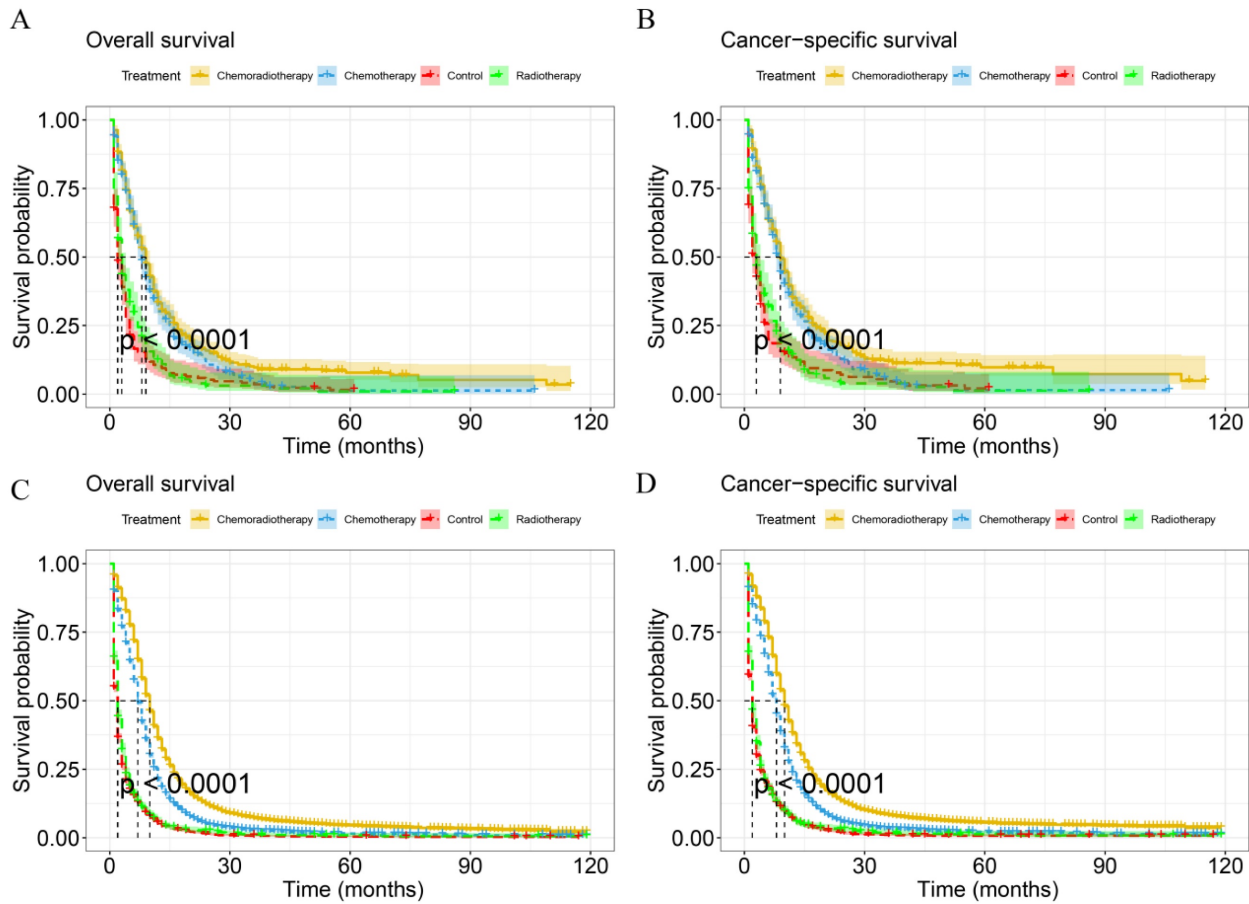 A
Overall survival
Treatment Chemoradiotherapy Chemotherapy Control Radiotherapy
1.00
0.75
0.50
0.25
0.00
Survival probability
p < 0.0001
0 30 60 90 120
Time (months)
B
Cancer−specific survival
Treatment Chemoradiotherapy Chemotherapy Control Radiotherapy
1.00
0.75
0.50
0.25
0.00
Survival probability
p < 0.0001
0 30 60 90 120
Time (months)
C
Overall survival
Treatment Chemoradiotherapy Chemotherapy Control Radiotherapy
1.00
0.75
0.50
0.25
0.00
Survival probability
p < 0.0001
0 30 60 90 120
Time (months)
D
Cancer−specific survival
Treatment Chemoradiotherapy Chemotherapy Control Radiotherapy
1.00
0.75
0.50
0.25
0.00
Survival probability
p < 0.0001
0 30 60 90 120
Time (months)